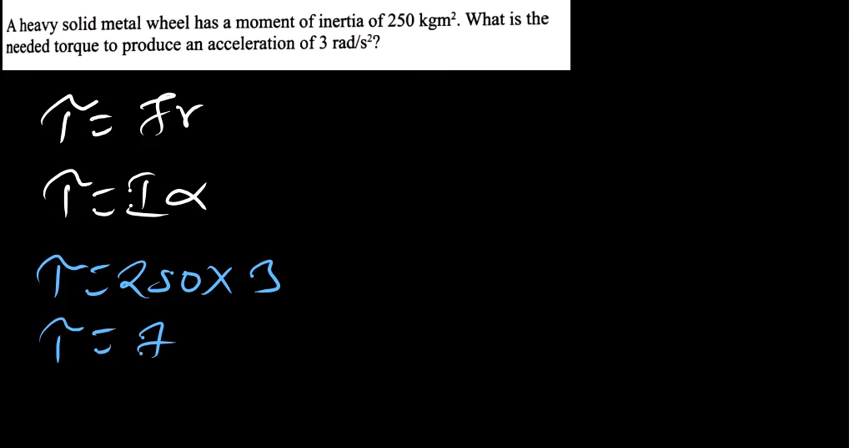 A heavy solid metal wheel has a moment of inertia of 250 kgm². What is the
needed torque to produce an acceleration of 3 rad/s²?
τ = Fr
τ = Iα
τ = 250 × 3
τ = 7